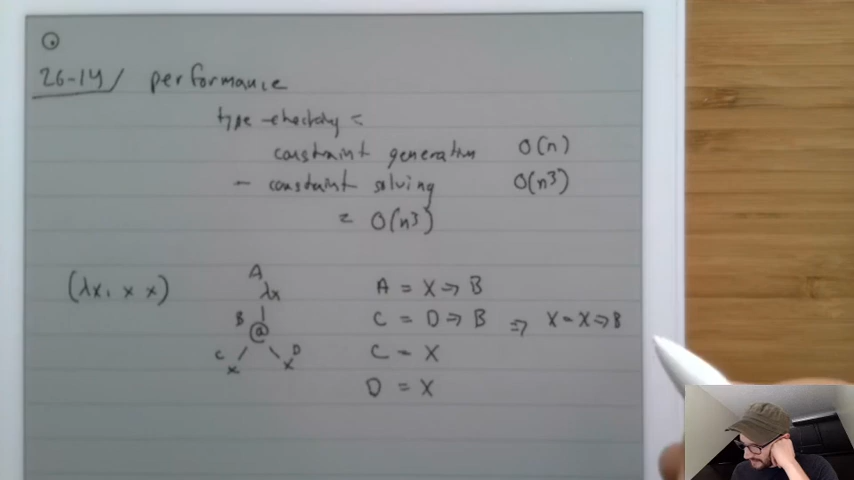 26-14/ performance
type-checking =
constraint generation O(n)
- constraint solving O(n³)
= O(n³)
(λx. x x)
A
λx
B
@
C D
x x
A = X → B
C = D → B ⇒ X = X → B
C = X
D = X